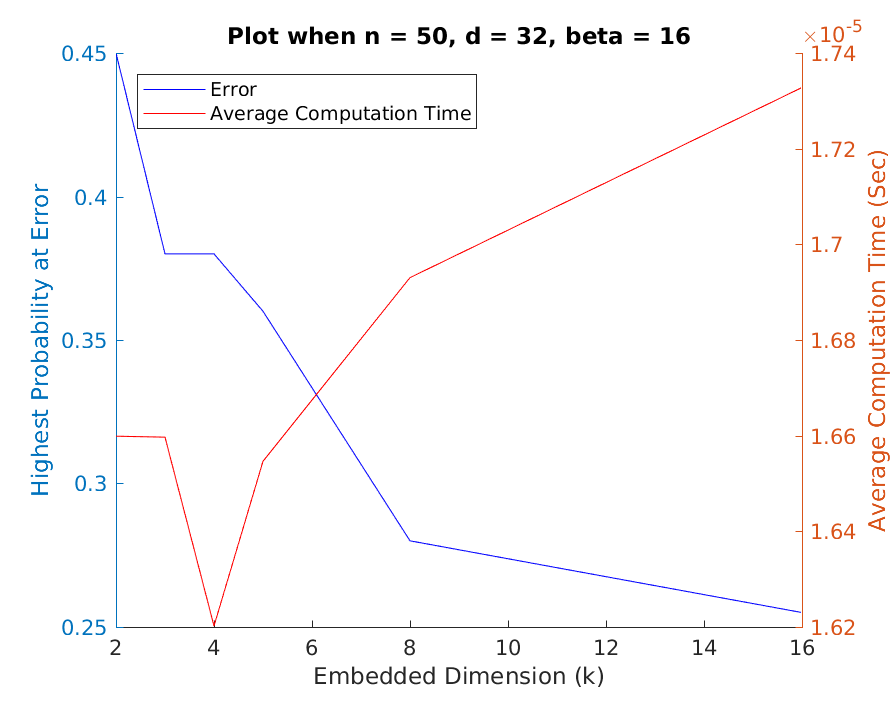 Plot when n = 50, d = 32, beta = 16
×10-5
Error
Average Computation Time
Highest Probability at Error
0.45
0.4
0.35
0.3
0.25
1.74
1.72
1.7
1.68
1.66
1.64
1.62
Average Computation Time (Sec)
2 4 6 8 10 12 14 16
Embedded Dimension (k)